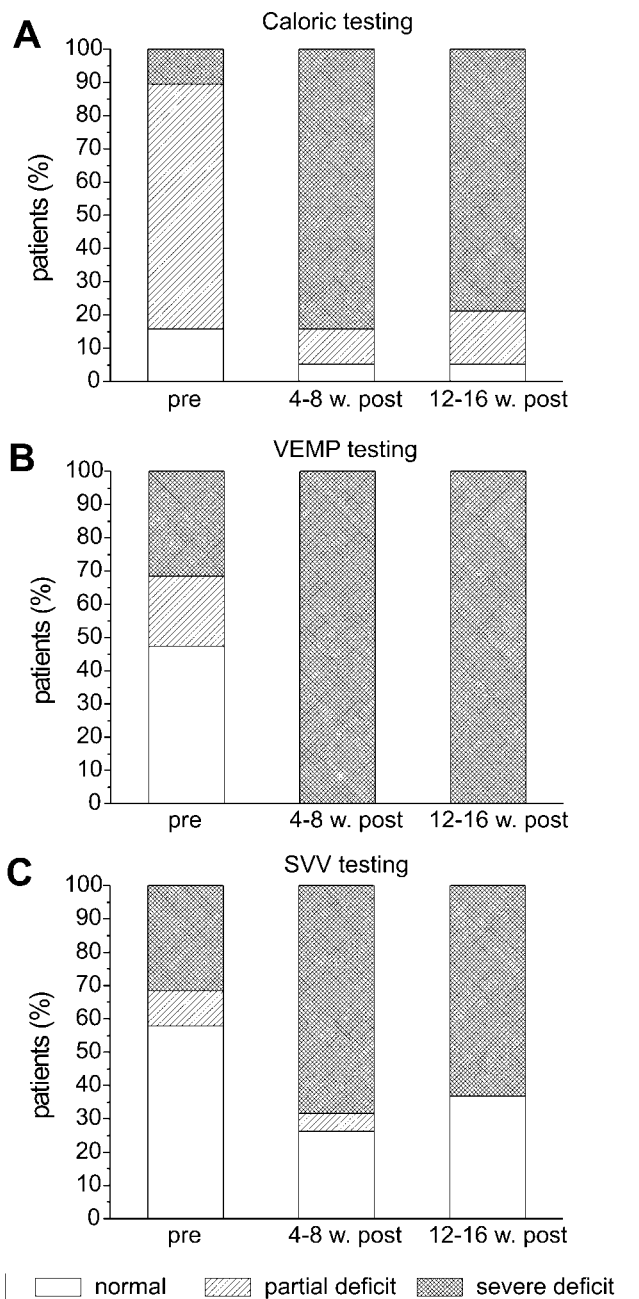 A
Caloric testing
patients (%)
100
90
80
70
60
50
40
30
20
10
0
pre 4-8 w. post 12-16 w. post
B
VEMP testing
patients (%)
100
90
80
70
60
50
40
30
20
10
0
pre 4-8 w. post 12-16 w. post
C
SVV testing
patients (%)
100
90
80
70
60
50
40
30
20
10
0
pre 4-8 w. post 12-16 w. post
normal partial deficit severe deficit